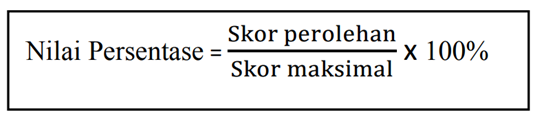 Nilai Persentase = Skor perolehan / Skor maksimal x 100%